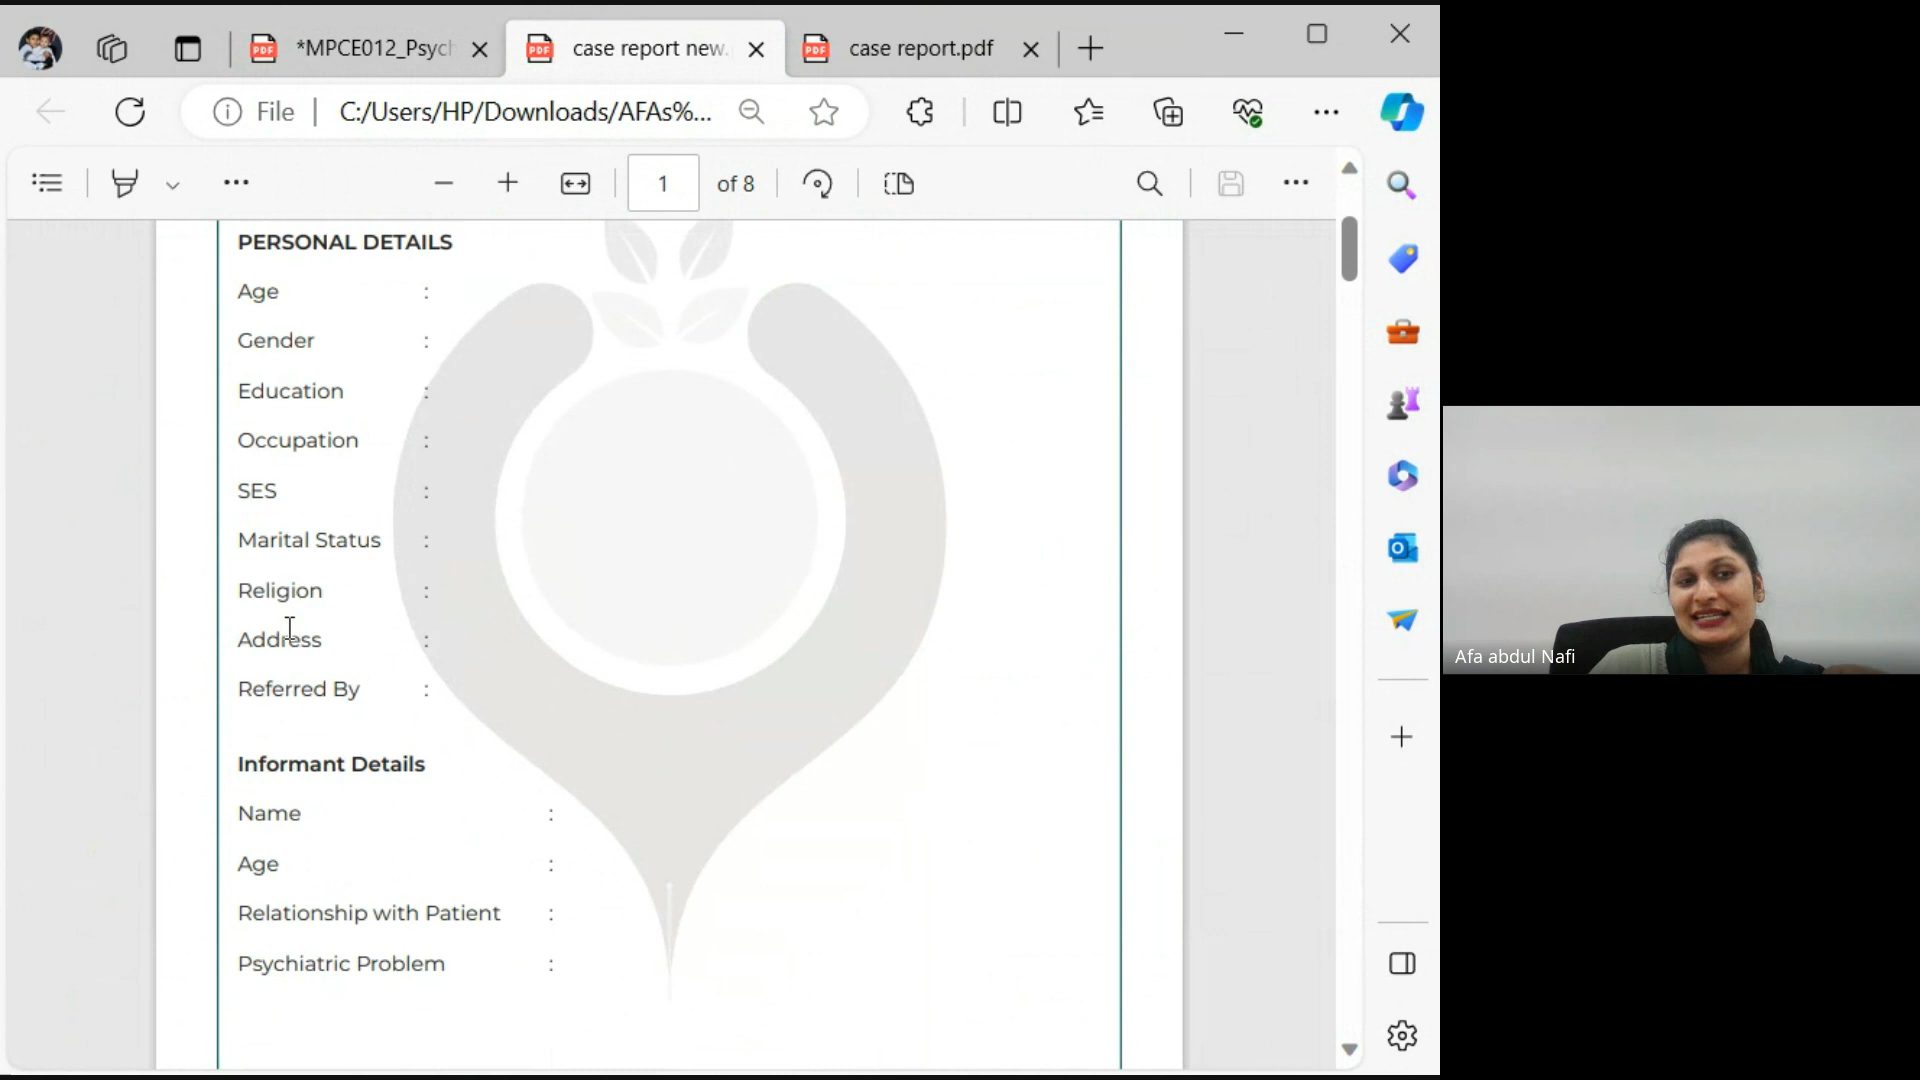 *MPCE012_Psych
case report new.
case report.pdf
File
C:/Users/HP/Downloads/AFAs%...
1 of 8
PERSONAL DETAILS
Age :
Gender :
Education :
Occupation :
SES :
Marital Status :
Religion :
Address :
Referred By :
Informant Details
Name :
Age :
Relationship with Patient :
Psychiatric Problem :
Afa abdul Nafi